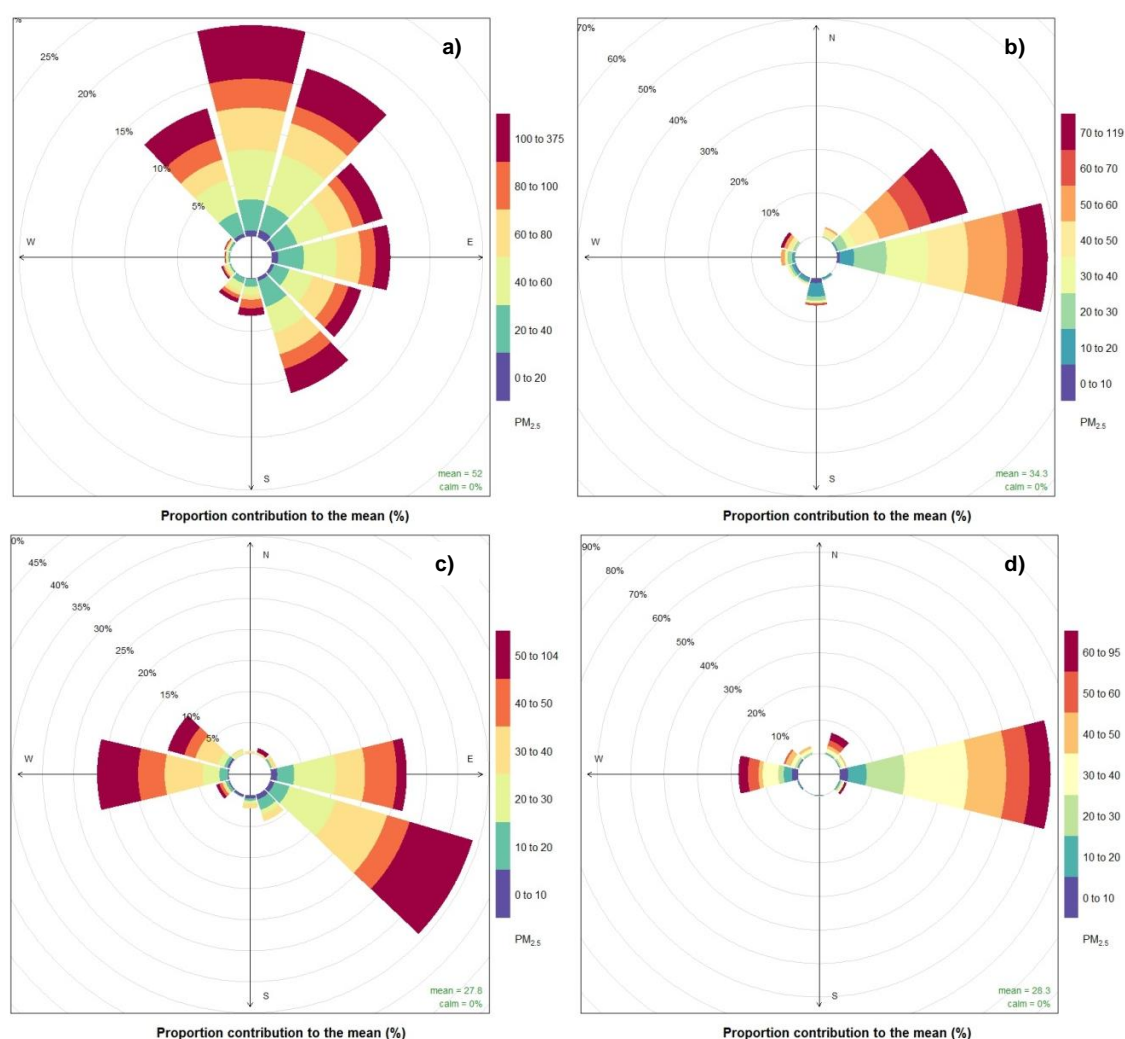 a)
%
25%
20%
15%
10%
5%
W
E
S
100 to 375
80 to 100
60 to 80
40 to 60
20 to 40
0 to 20
PM2.5
mean = 52
calm = 0%
Proportion contribution to the mean (%)
b)
70%
60%
50%
40%
30%
20%
10%
N
W
E
S
70 to 119
60 to 70
50 to 60
40 to 50
30 to 40
20 to 30
10 to 20
0 to 10
PM2.5
mean = 34.3
calm = 0%
Proportion contribution to the mean (%)
c)
0%
45%
40%
35%
30%
25%
20%
15%
10%
5%
N
W
E
S
50 to 104
40 to 50
30 to 40
20 to 30
10 to 20
0 to 10
PM2.5
mean = 27.8
calm = 0%
Proportion contribution to the mean (%)
d)
90%
80%
70%
60%
50%
40%
30%
20%
10%
N
W
E
S
60 to 95
50 to 60
40 to 50
30 to 40
20 to 30
10 to 20
0 to 10
PM2.5
mean = 28.3
calm = 0%
Proportion contribution to the mean (%)